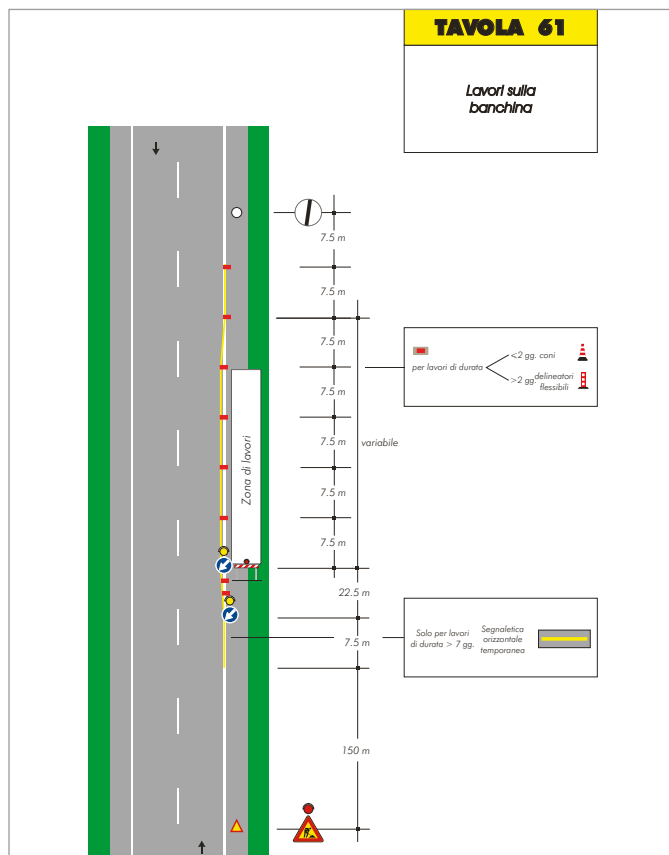 TAVOLA 61
Lavori sulla
banchina
7.5 m
7.5 m
7.5 m
7.5 m
7.5 m
7.5 m
7.5 m
variabile
22.5 m
7.5 m
150 m
Zona di lavori
per lavori di durata
<2 gg. coni
>2 gg. delineatori
flessibili
Solo per lavori
di durata > 7 gg.
Segnaletica
orizzontale
temporanea